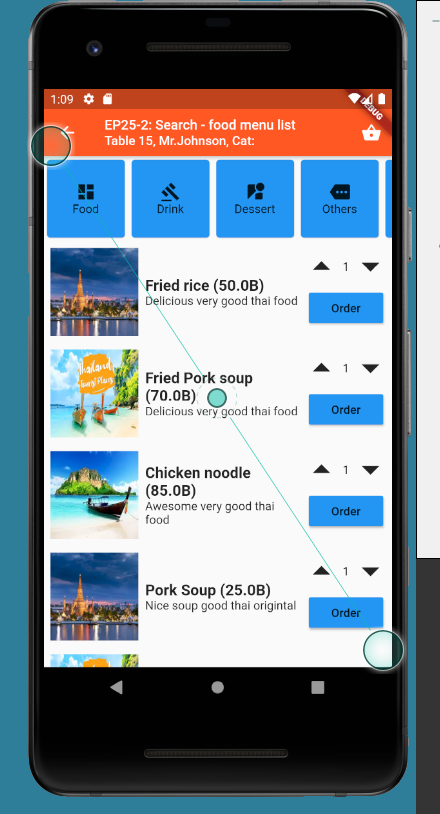 1:09
DEBUG
EP25-2: Search - food menu list
Table 15, Mr.Johnson, Cat:
Food
Drink
Dessert
Others
Fried rice (50.0B)
Delicious very good thai food
1
Order
Thailand
Travel Places
Fried Pork soup
(70.0B)
Delicious very good thai food
1
Order
Chicken noodle
(85.0B)
Awesome very good thai
food
1
Order
Pork Soup (25.0B)
Nice soup good thai origintal
1
Order